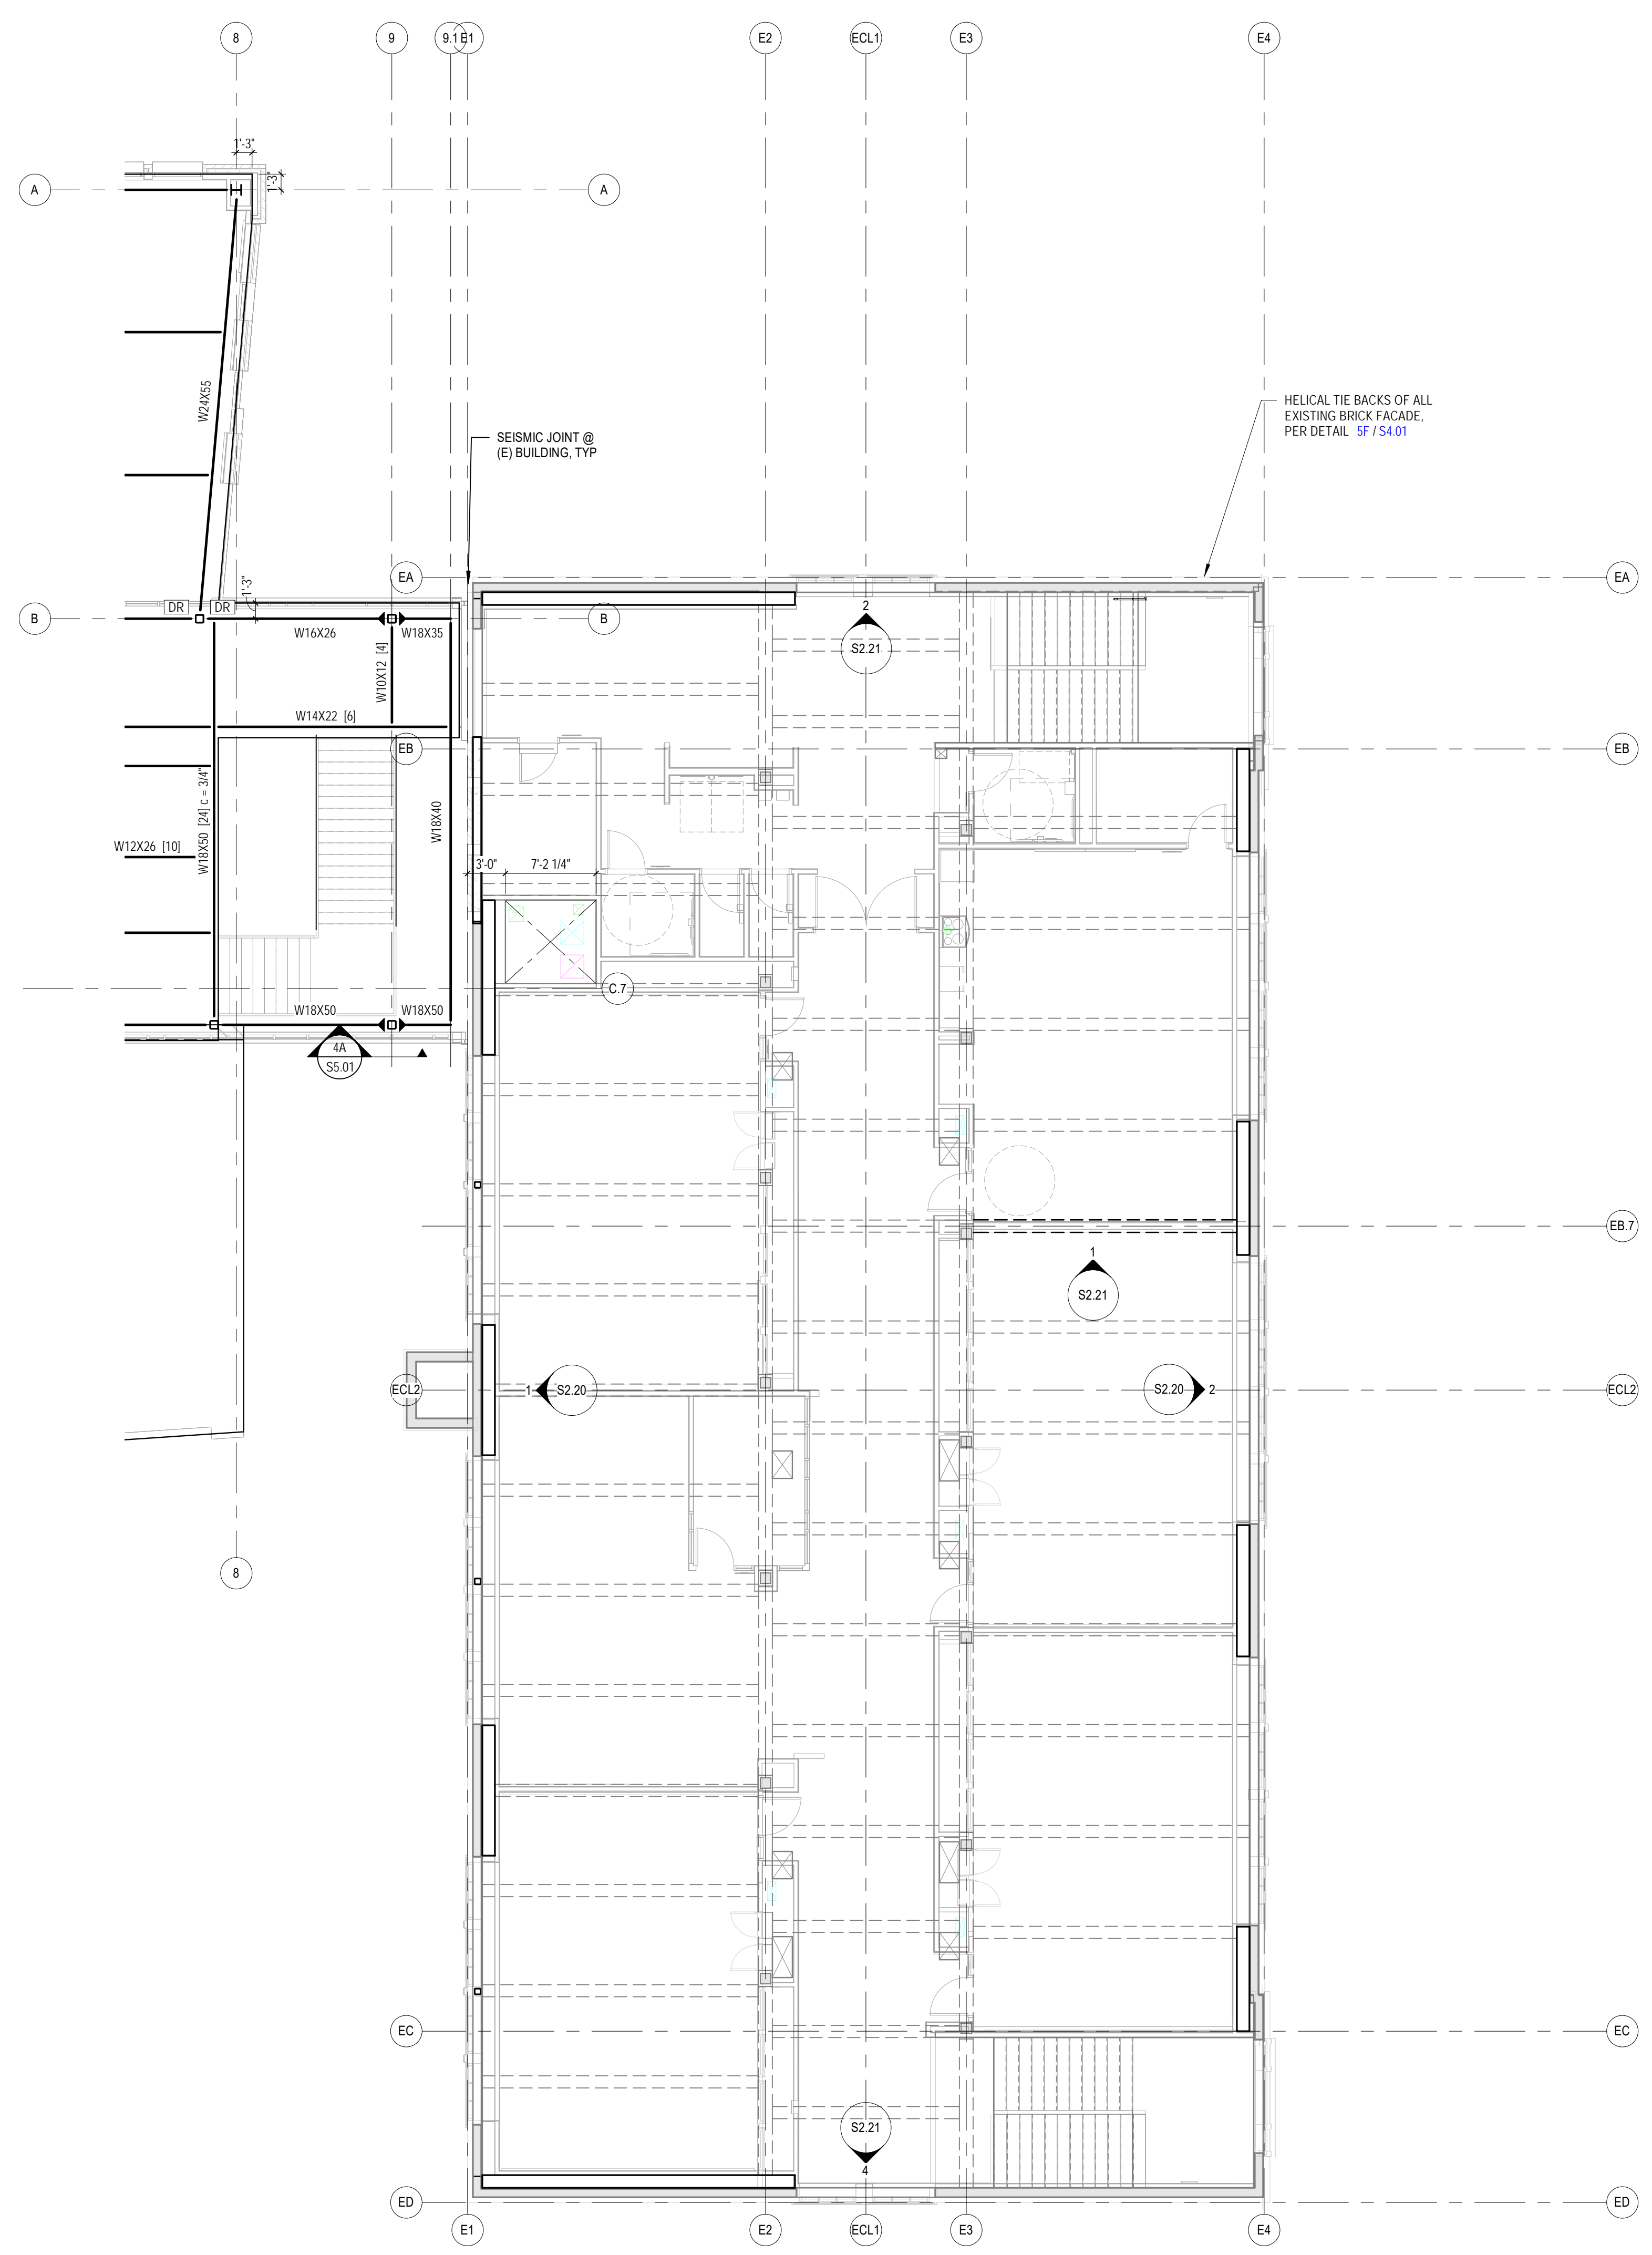 8
9
9.1
E1
E2
ECL1
E3
E4
1'-3"
1'-3"
A
A
W24X55
HELICAL TIE BACKS OF ALL
EXISTING BRICK FACADE,
PER DETAIL 5F / S4.01
SEISMIC JOINT @
(E) BUILDING, TYP
EA
EA
1'-3"
DR
DR
B
B
W16X26
W18X35
2
S2.21
W10X12 [4]
W14X22 [6]
EB
EB
W18X50 [24] c = 3/4"
W18X40
W12X26 [10]
3'-0"
7'-2 1/4"
C.7
W18X50
W18X50
4A
S5.01
EB.7
1
S2.21
ECL2
1
S2.20
S2.20
2
ECL2
8
EC
EC
S2.21
4
ED
ED
E1
E2
ECL1
E3
E4